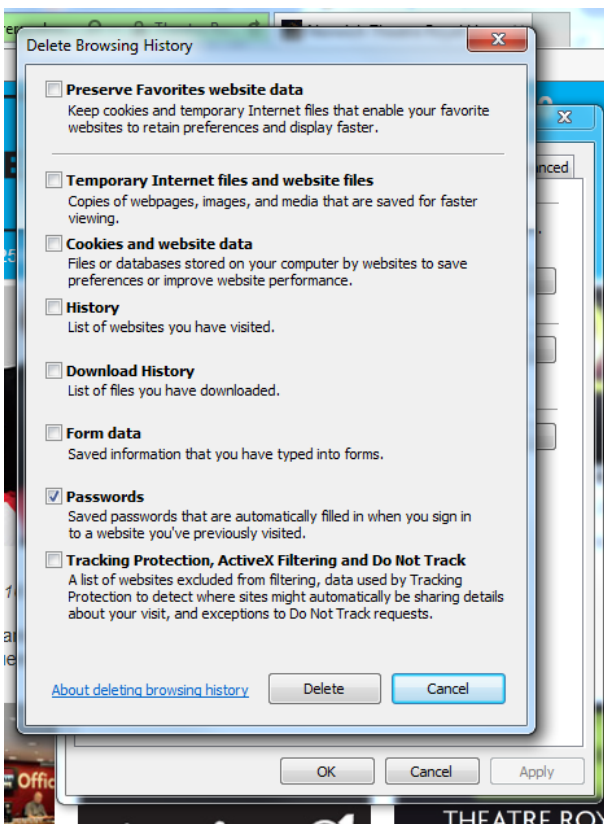 Delete Browsing History
Preserve Favorites website data
Keep cookies and temporary Internet files that enable your favorite
websites to retain preferences and display faster.
Temporary Internet files and website files
Copies of webpages, images, and media that are saved for faster
viewing.
Cookies and website data
Files or databases stored on your computer by websites to save
preferences or improve website performance.
History
List of websites you have visited.
Download History
List of files you have downloaded.
Form data
Saved information that you have typed into forms.
Passwords
Saved passwords that are automatically filled in when you sign in
to a website you've previously visited.
Tracking Protection, ActiveX Filtering and Do Not Track
A list of websites excluded from filtering, data used by Tracking
Protection to detect where sites might automatically be sharing details
about your visit, and exceptions to Do Not Track requests.
About deleting browsing history
Delete
Cancel
OK
Cancel
Apply
Offic
THEATRE ROY